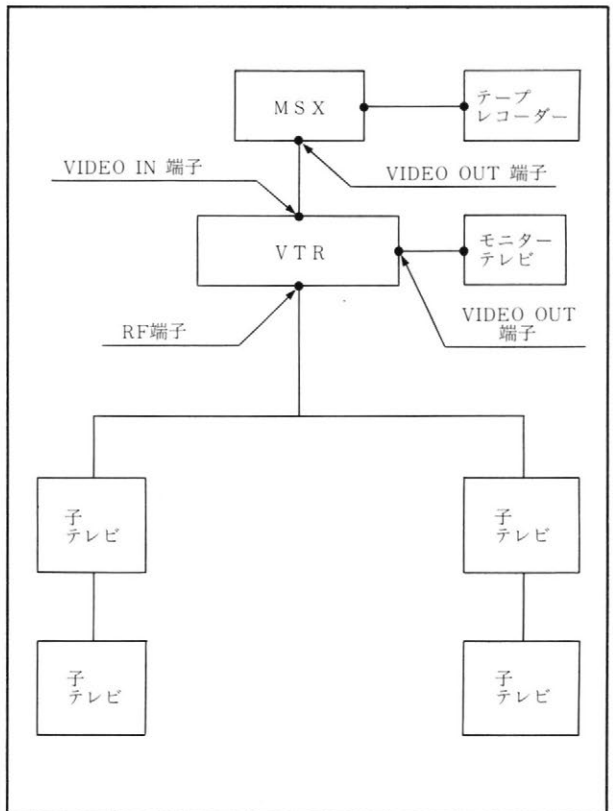 MSX
テープ
レコーダー
VIDEO IN 端子
VIDEO OUT 端子
VTR
モニター
テレビ
RF端子
VIDEO OUT
端子
子
テレビ
子
テレビ
子
テレビ
子
テレビ